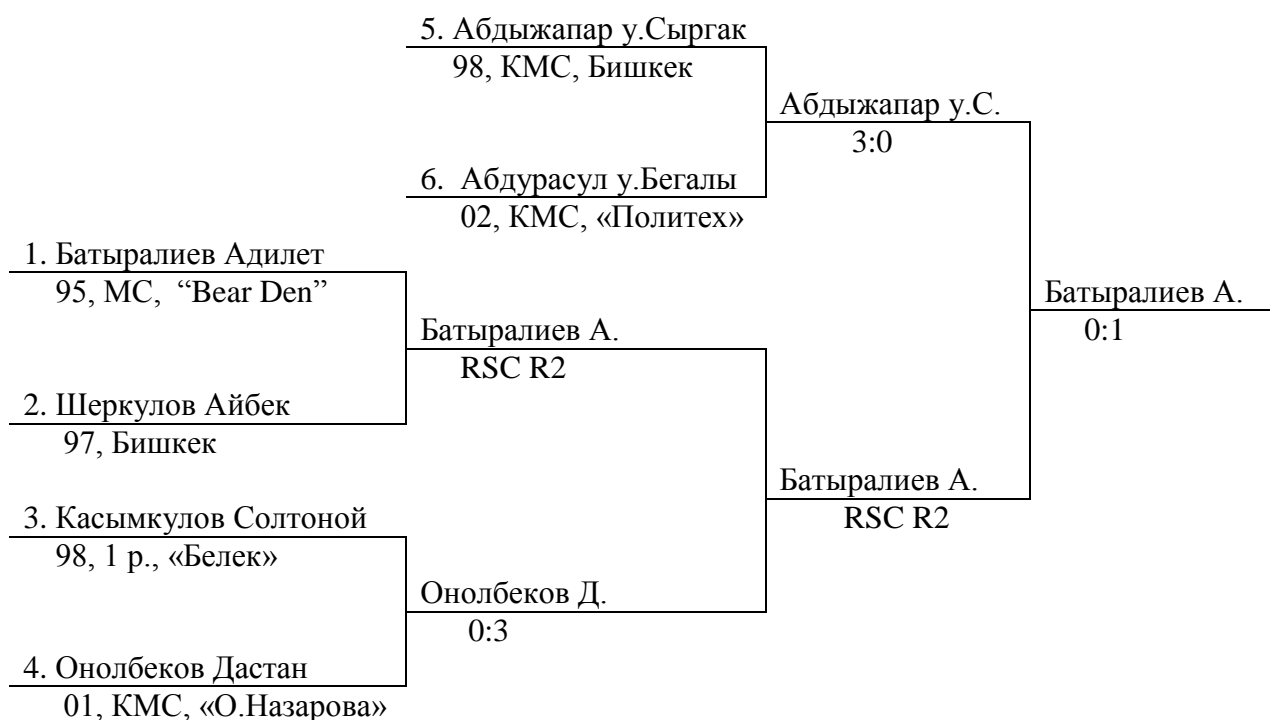 5. Абдыжапар у.Сыргак
98, КМС, Бишкек
Абдыжапар у.С.
3:0
6. Абдурасул у.Бегалы
02, КМС, «Политех»
1. Батыралиев Адилет
95, МС, “Bear Den”
Батыралиев А.
0:1
Батыралиев А.
RSC R2
2. Шеркулов Айбек
97, Бишкек
Батыралиев А.
RSC R2
3. Касымкулов Солтоной
98, 1 р., «Белек»
Онолбеков Д.
0:3
4. Онолбеков Дастан
01, КМС, «О.Назарова»